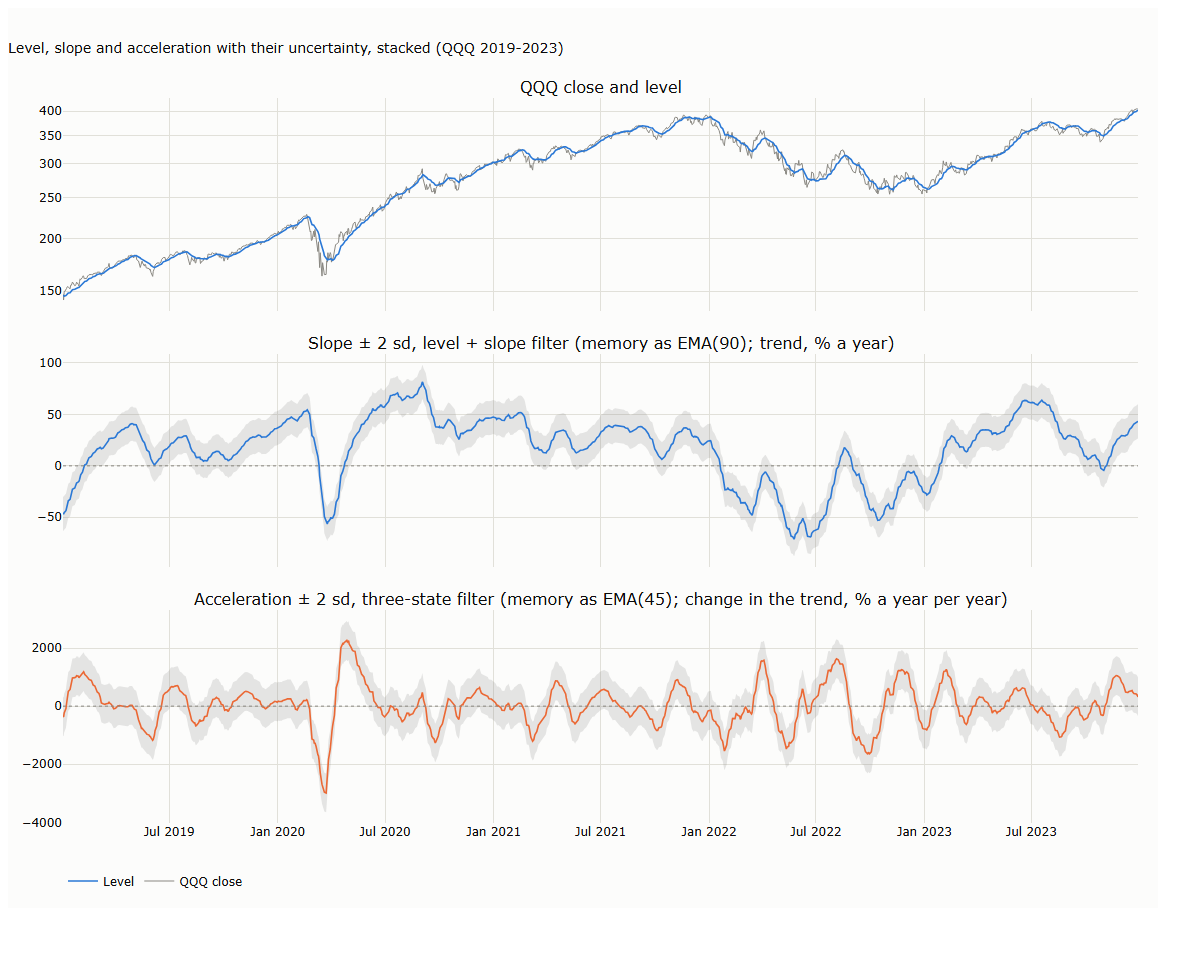 Level, slope and acceleration with their uncertainty, stacked (QQQ 2019-2023)
QQQ close and level
400
350
300
250
200
150
Slope ± 2 sd, level + slope filter (memory as EMA(90); trend, % a year)
100
50
0
−50
Acceleration ± 2 sd, three-state filter (memory as EMA(45); change in the trend, % a year per year)
2000
0
−2000
−4000
Jul 2019 Jan 2020 Jul 2020 Jan 2021 Jul 2021 Jan 2022 Jul 2022 Jan 2023 Jul 2023
Level QQQ close